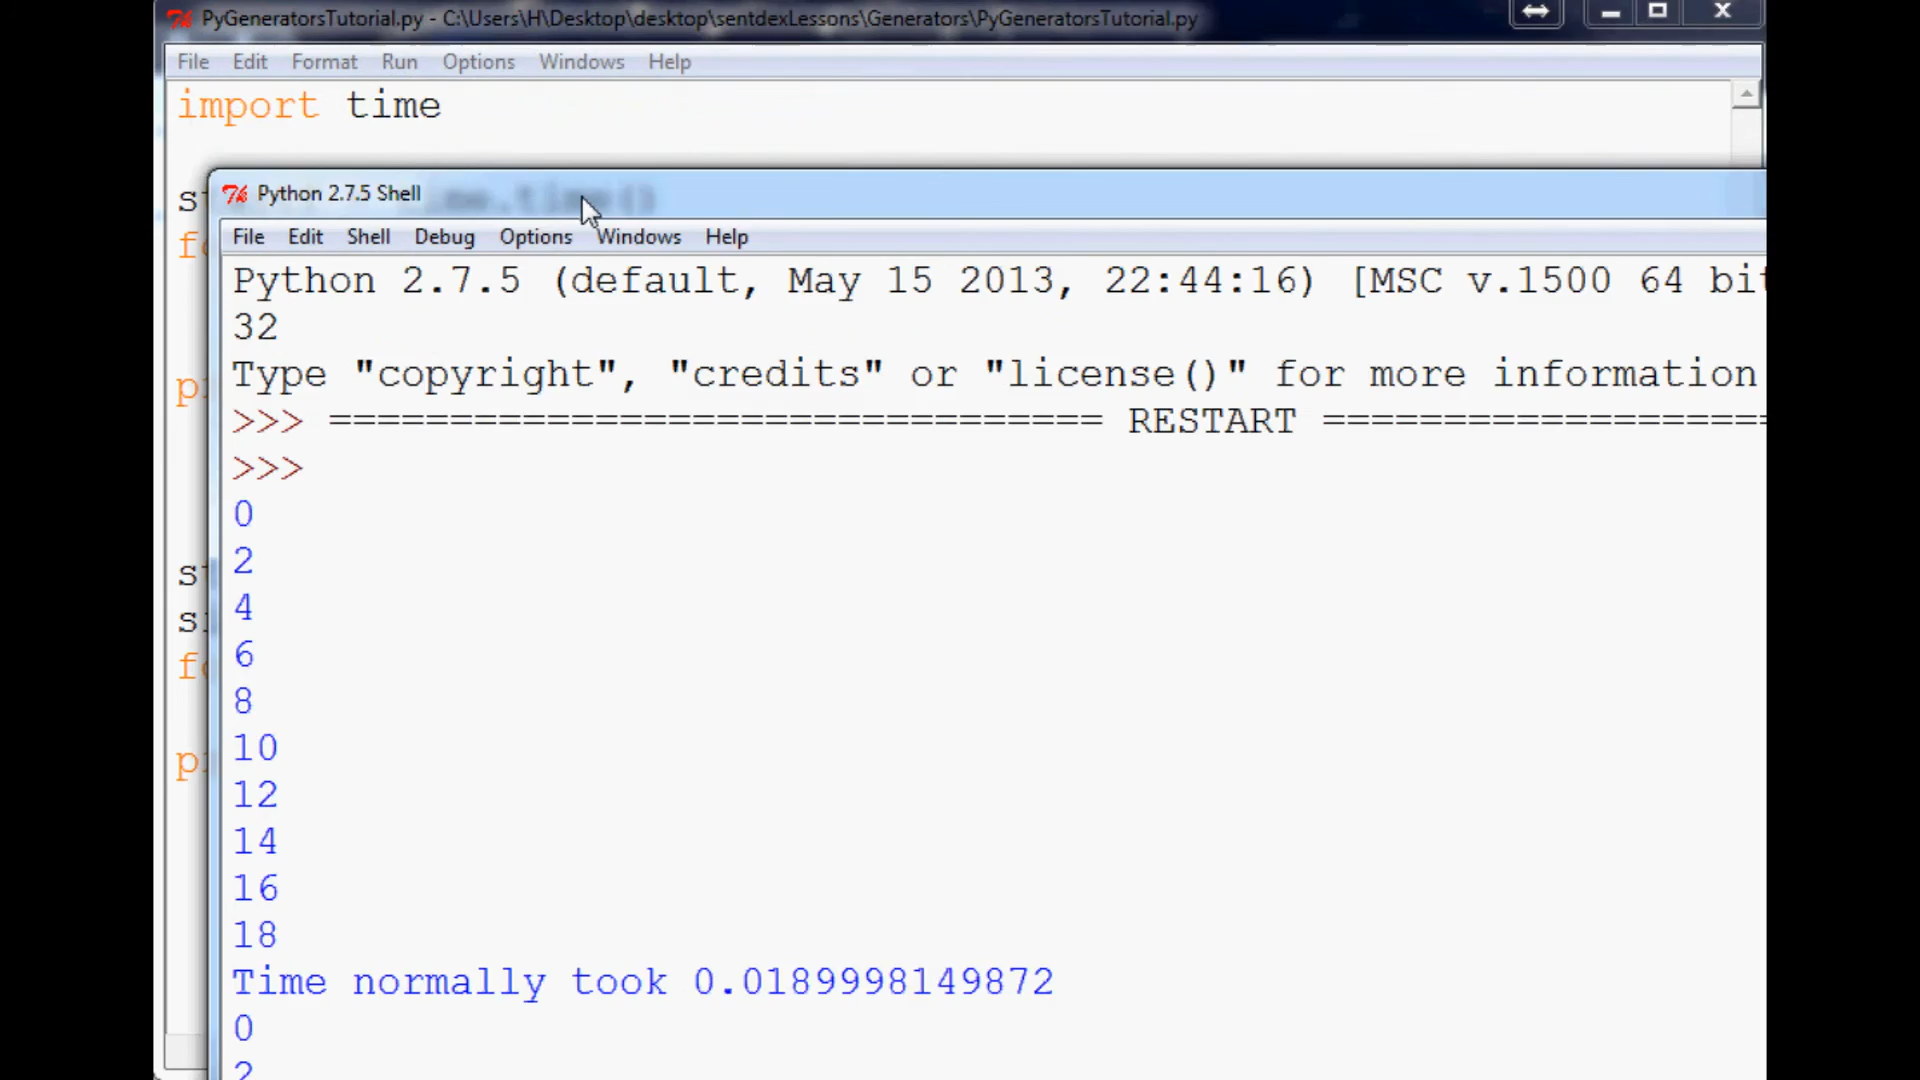 PyGeneratorsTutorial.py - C:\Users\H\Desktop\desktop\sentdexLessons\Generators\PyGeneratorsTutorial.py
File Edit Format Run Options Windows Help
import time
Python 2.7.5 Shell
File Edit Shell Debug Options Windows Help
Python 2.7.5 (default, May 15 2013, 22:44:16) [MSC v.1500 64 bit
32
Type "copyright", "credits" or "license()" for more information
>>> ================================ RESTART ===================
>>>
0
2
4
6
8
10
12
14
16
18
Time normally took 0.0189998149872
0
2